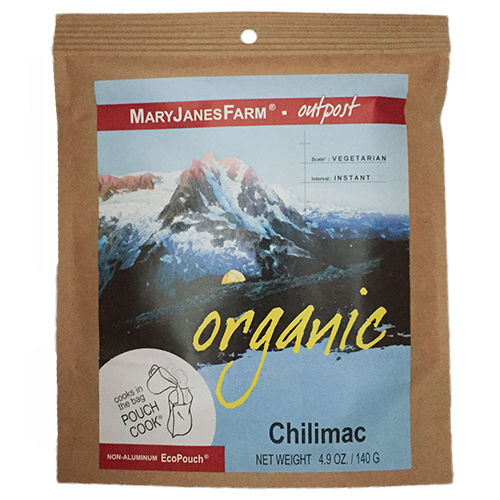 MARYJANESFARM® - outpost
Scale: VEGETARIAN
Interval: INSTANT
organic
cooks in
the bag
POUCH
COOK®
Chilimac
NON-ALUMINUM EcoPouch®
NET WEIGHT 4.9 OZ. / 140 G